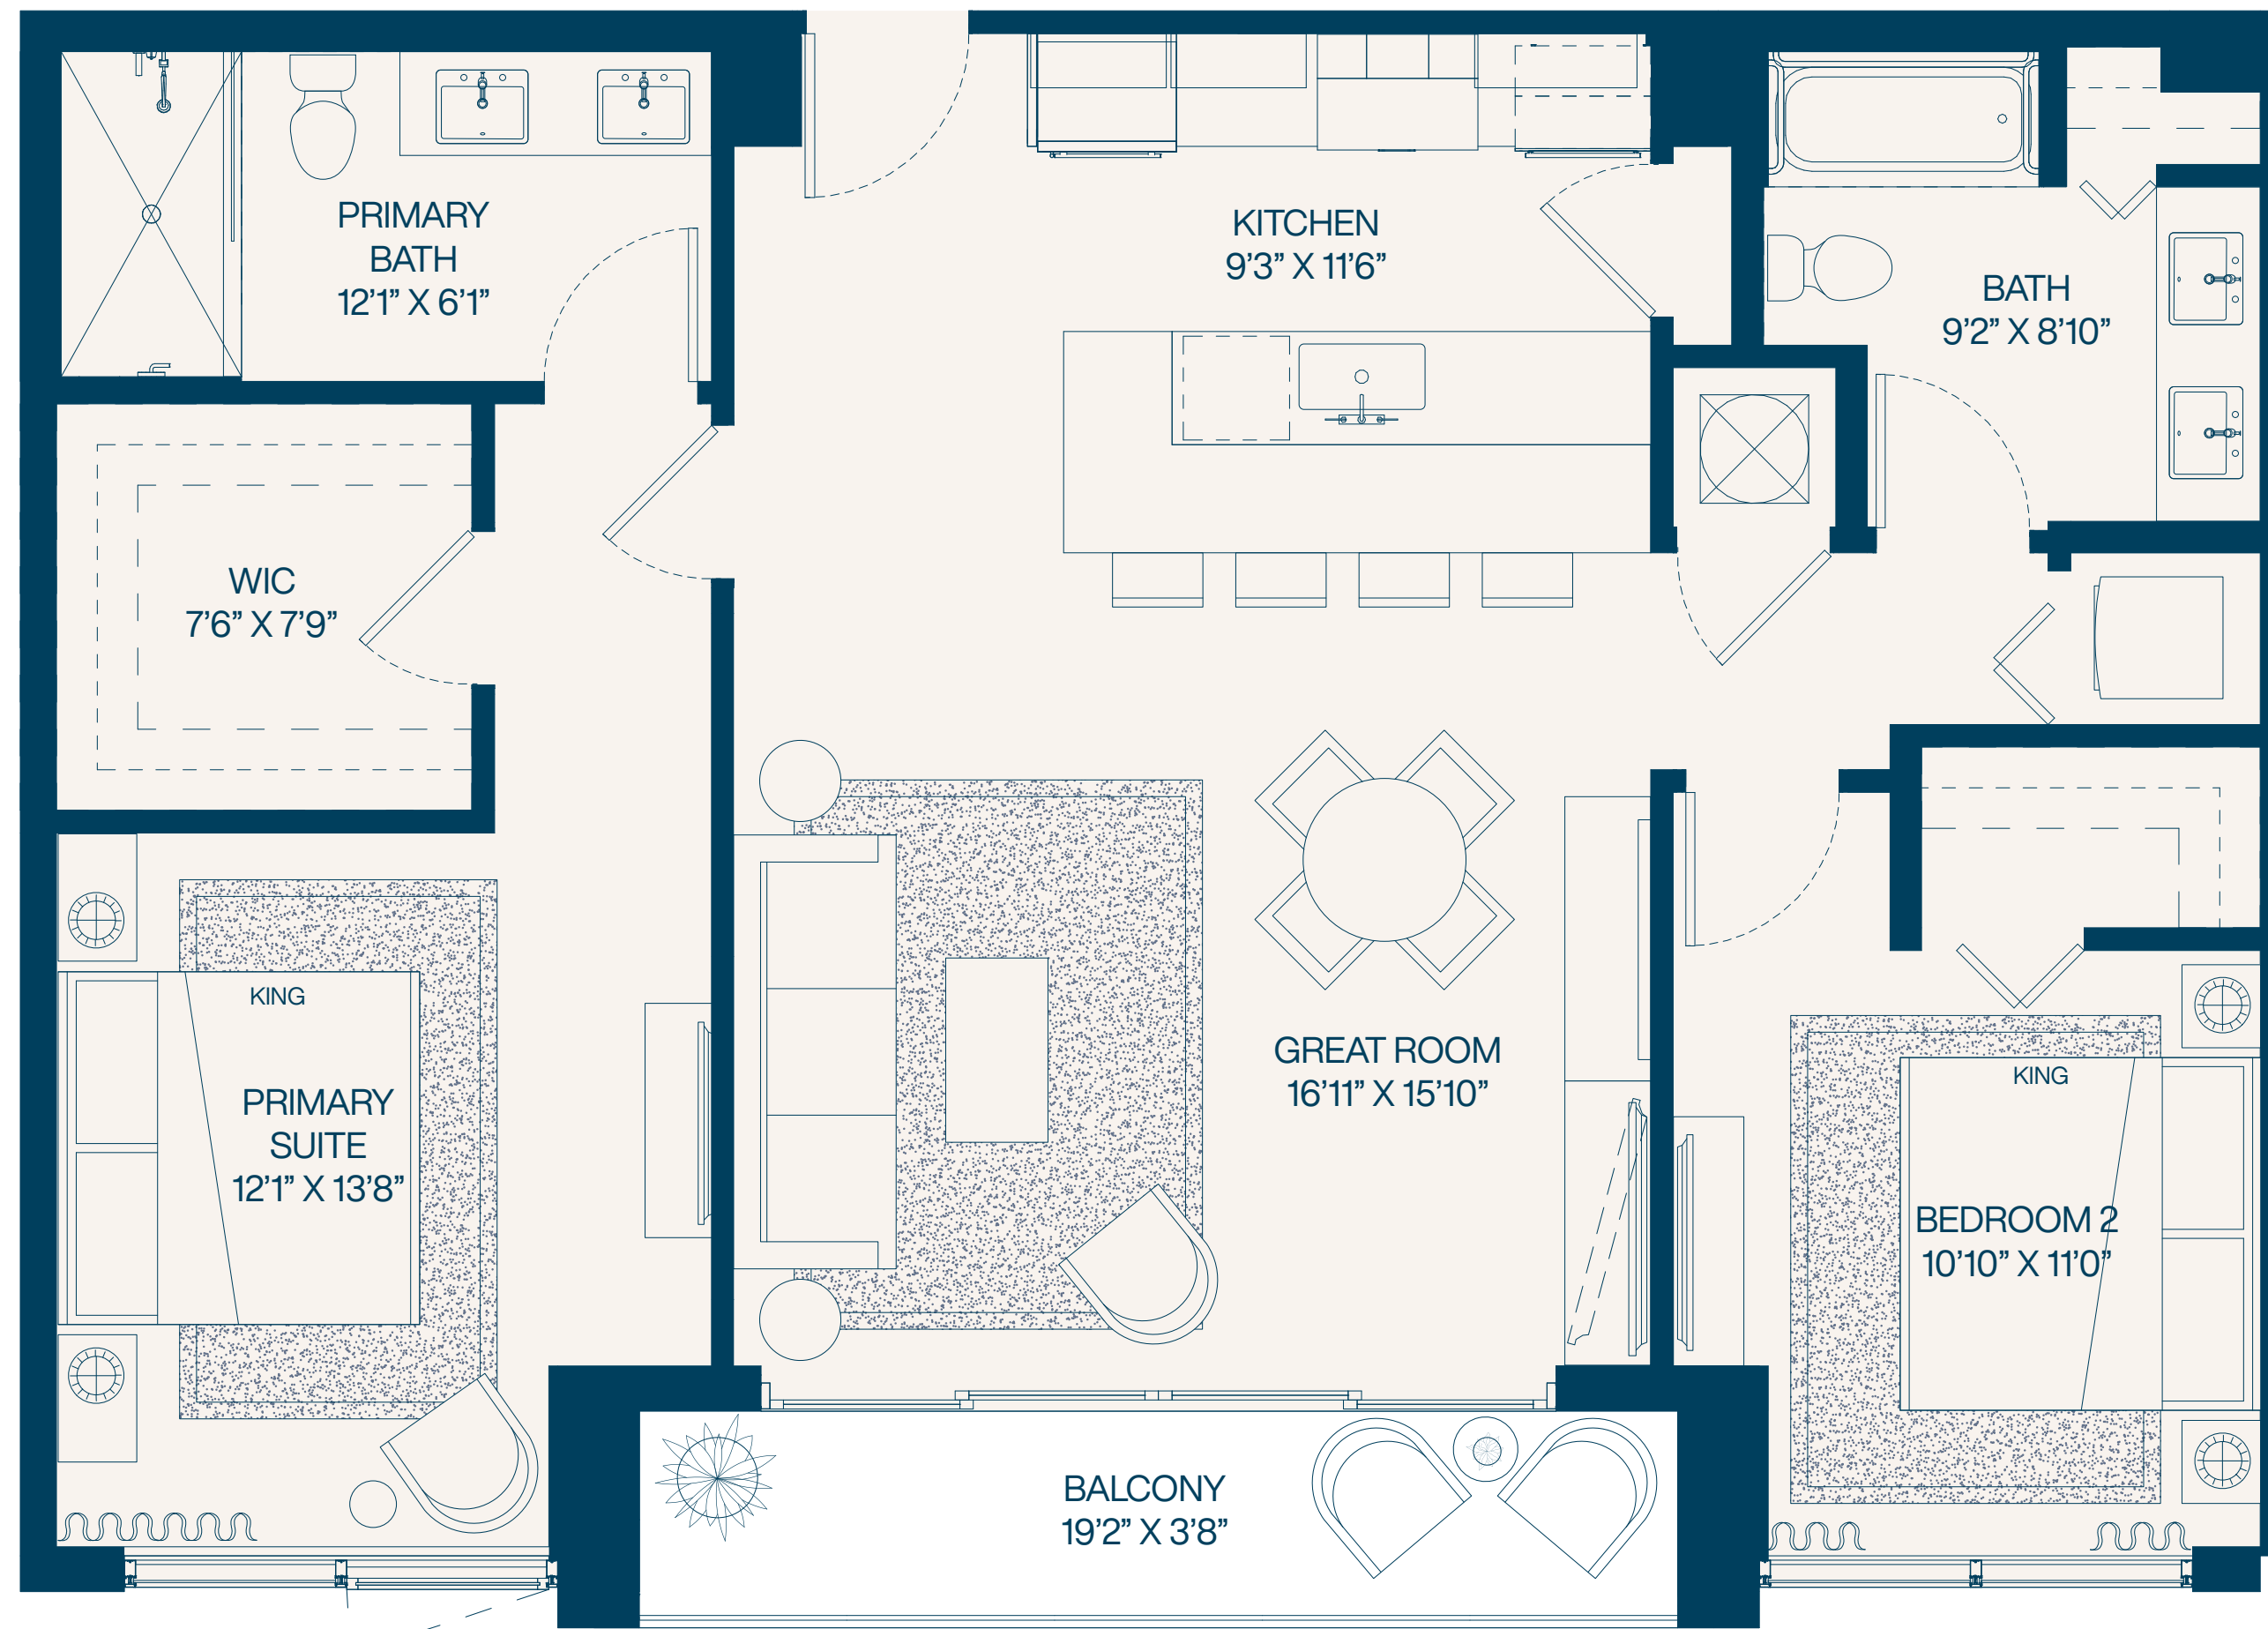 PRIMARY
BATH
12’1” X 6’1”
KITCHEN
9’3” X 11’6”
BATH
9’2” X 8’10”
WIC
7’6” X 7’9”
KING
PRIMARY
SUITE
12’1” X 13’8”
GREAT ROOM
16’11” X 15’10”
KING
BEDROOM 2
10’10” X 11’0”
BALCONY
19’2” X 3’8”